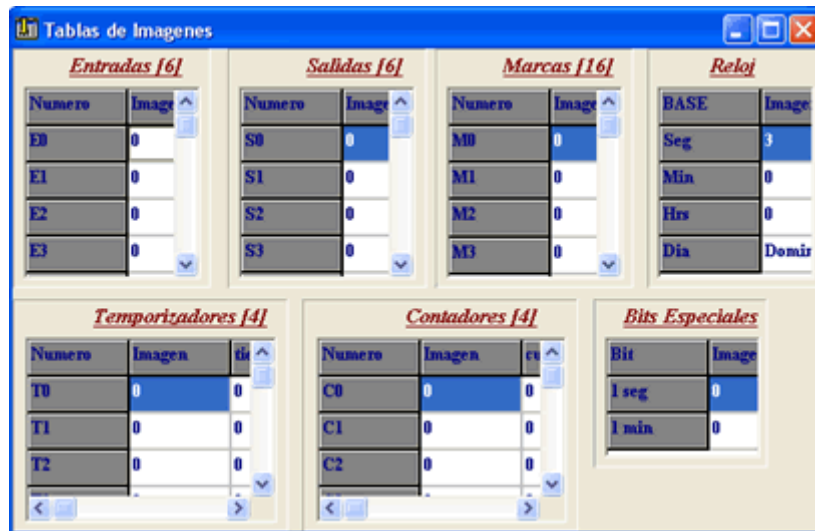 Tablas de Imagenes
Entradas [6]
Numero Image
E0 0
E1 0
E2 0
E3 0
Salidas [6]
Numero Image
S0 0
S1 0
S2 0
S3 0
Marcas [16]
Numero Image
M0 0
M1 0
M2 0
M3 0
Reloj
BASE Image
Seg 3
Min 0
Hrs 0
Dia Domin
Temporizadores [4]
Numero Imagen
T0 0 0
T1 0 0
T2 0 0
Contadores [4]
Numero Imagen cu
C0 0 0
C1 0 0
C2 0 0
Bits Especiales
Bit Image
1 seg 0
1 min 0